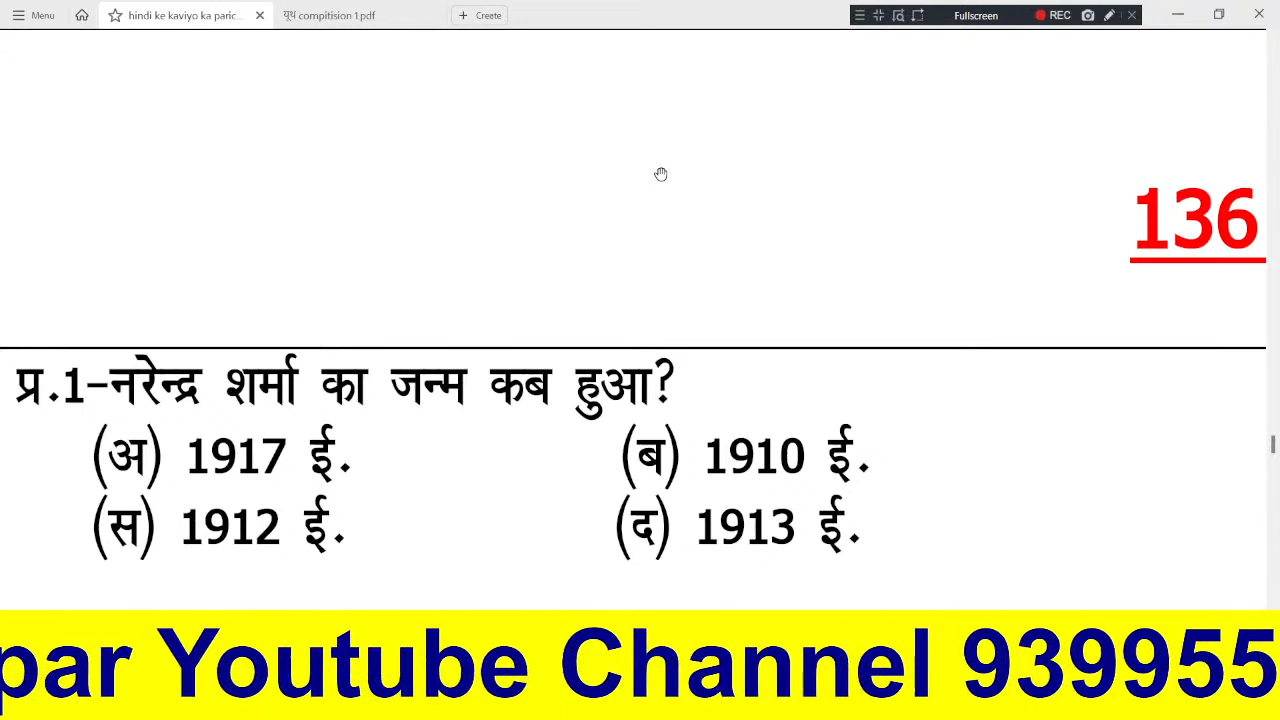 Menu hindi ke kaviyo ka paric... यूथ compitision 1.pdf Create Fullscreen REC
136
प्र.1-नरेन्द्र शर्मा का जन्म कब हुआ?
(अ) 1917 ई. (ब) 1910 ई.
(स) 1912 ई. (द) 1913 ई.
par Youtube Channel 939955